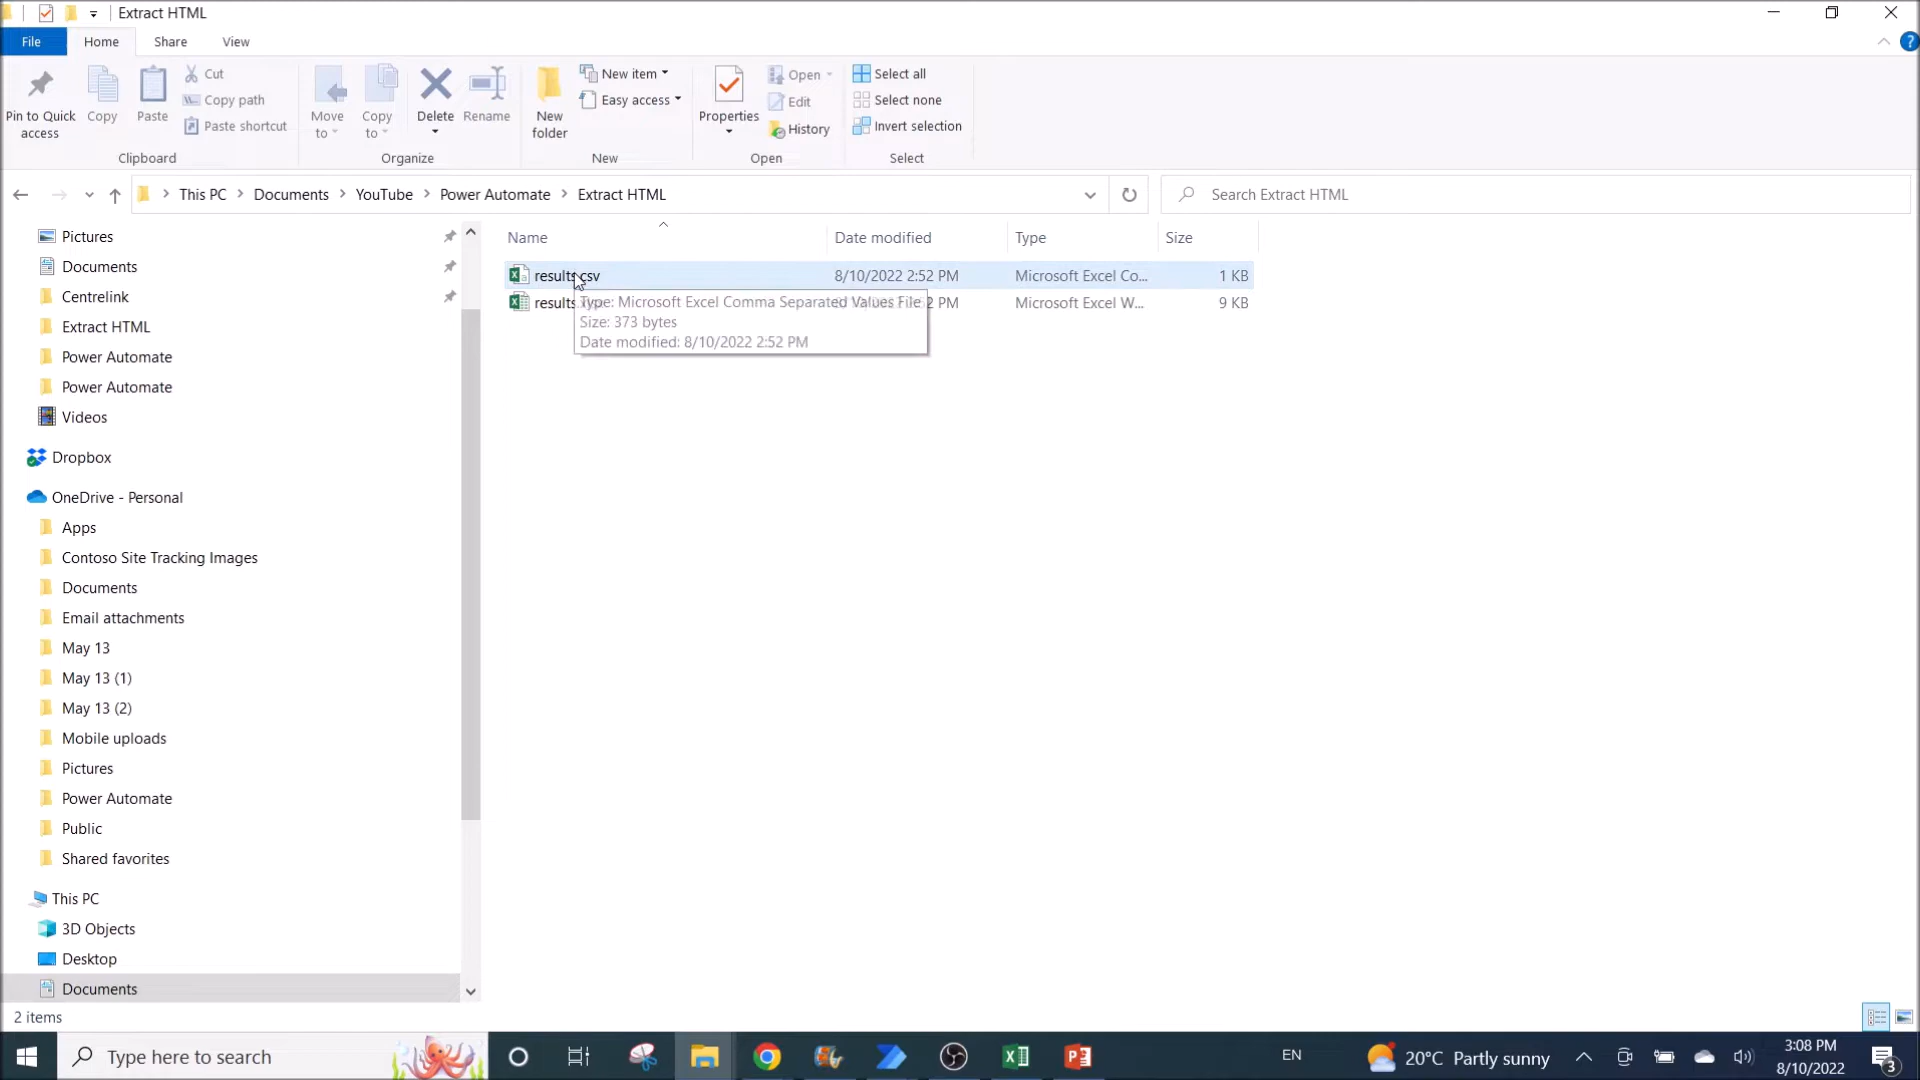 Extract HTML
File
Home
Share
View
Pin to Quick access
Copy
Paste
Cut
Copy path
Paste shortcut
Clipboard
Move to
Copy to
Delete
Rename
Organize
New folder
New item
Easy access
New
Properties
Open
Edit
History
Open
Select all
Select none
Invert selection
Select
This PC
Documents
YouTube
Power Automate
Extract HTML
Search Extract HTML
Name
Date modified
Type
Size
results.csv 8/10/2022 2:52 PM Microsoft Excel Co... 1 KB
results 2 PM Microsoft Excel W... 9 KB
Type: Microsoft Excel Comma Separated Values File
Size: 373 bytes
Date modified: 8/10/2022 2:52 PM
Pictures
Documents
Centrelink
Extract HTML
Power Automate
Power Automate
Videos
Dropbox
OneDrive - Personal
Apps
Contoso Site Tracking Images
Documents
Email attachments
May 13
May 13 (1)
May 13 (2)
Mobile uploads
Pictures
Power Automate
Public
Shared favorites
This PC
3D Objects
Desktop
Documents
2 items
Type here to search
EN
20°C Partly sunny
3:08 PM
8/10/2022
3